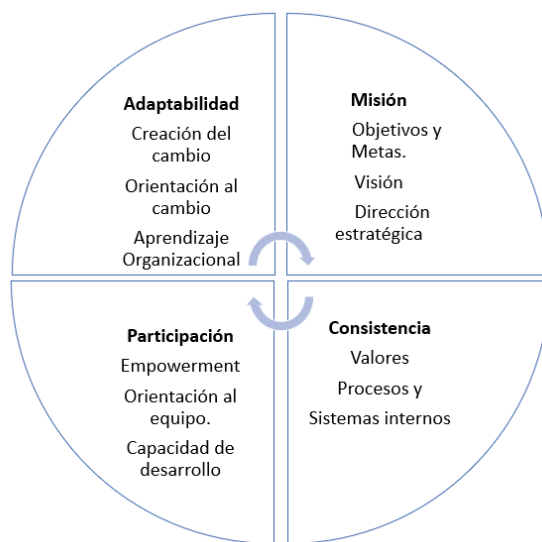 Adaptabilidad
Creación del
cambio
Orientación al
cambio
Aprendizaje
Organizacional
Misión
Objetivos y
Metas.
Visión
Dirección
estratégica
Participación
Empowerment
Orientación al
equipo.
Capacidad de
desarrollo
Consistencia
Valores
Procesos y
Sistemas internos